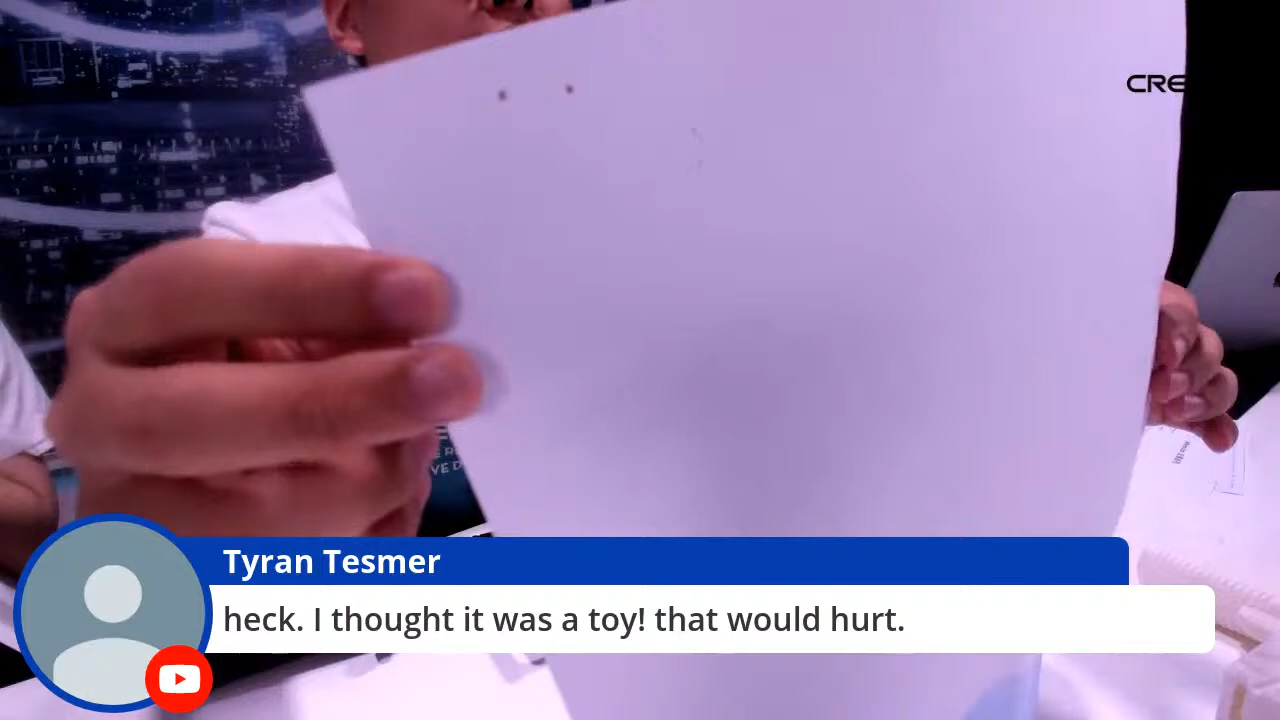 CRE
Tyran Tesmer
heck. I thought it was a toy! that would hurt.